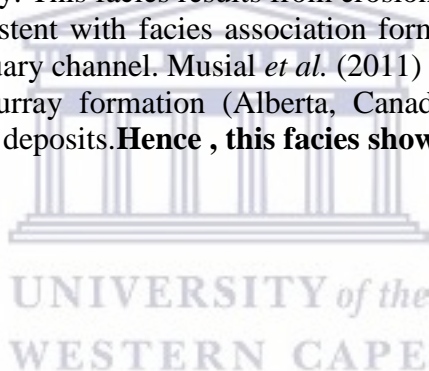 y. This facies results from erosion
stent with facies association form
uary channel. Musial et al. (2011)
urray formation (Alberta, Canad
deposits.Hence , this facies show
UNIVERSITY of the
WESTERN CAPE